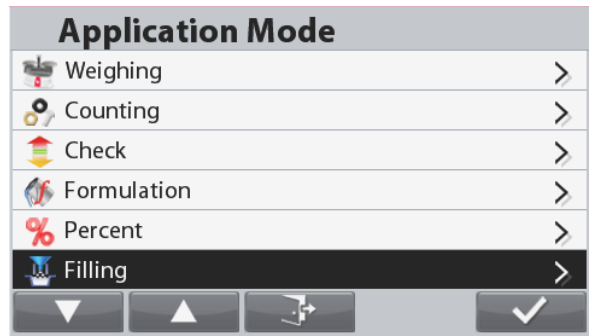 Application Mode
Weighing
Counting
Check
Formulation
Percent
Filling